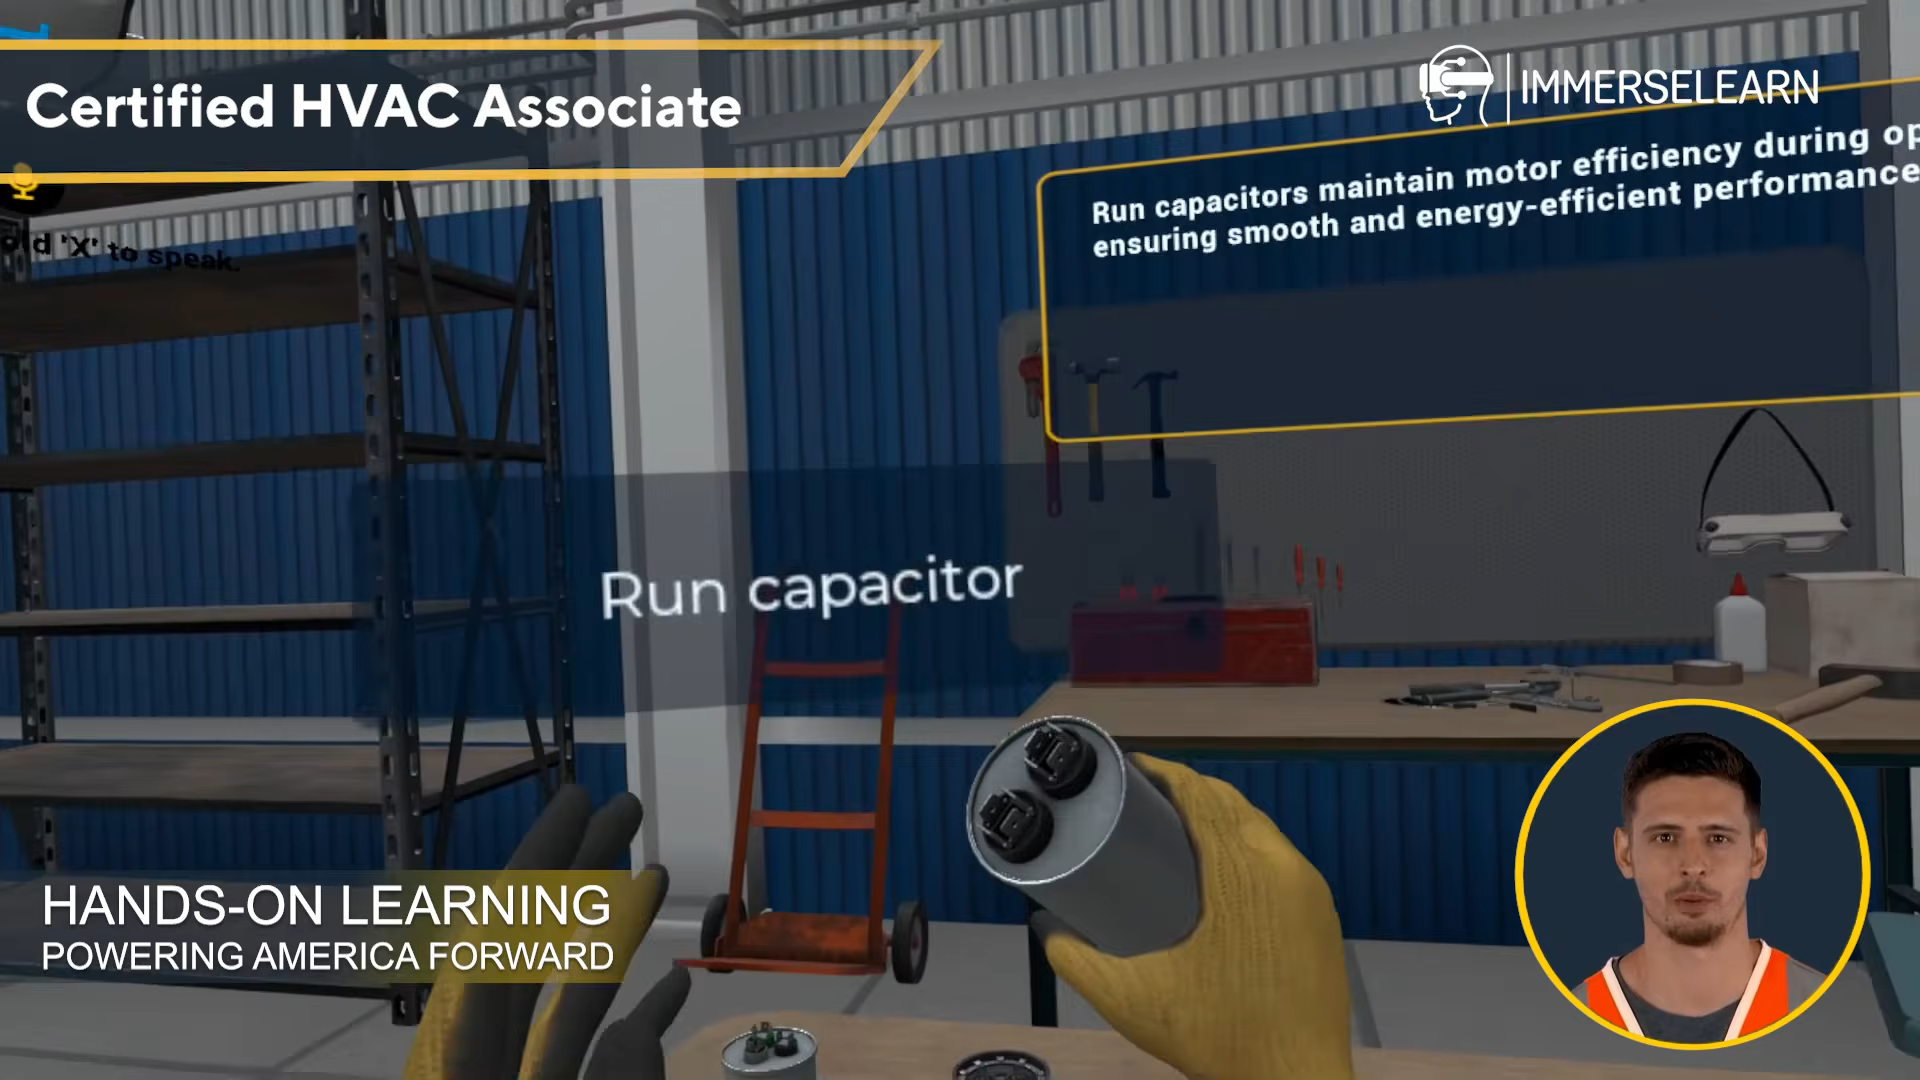 Certified HVAC Associate
IMMERSELEARN
Run capacitors maintain motor efficiency during
ensuring smooth and energy-efficient performance
'X' to speak.
Run capacitor
HANDS-ON LEARNING
POWERING AMERICA FORWARD